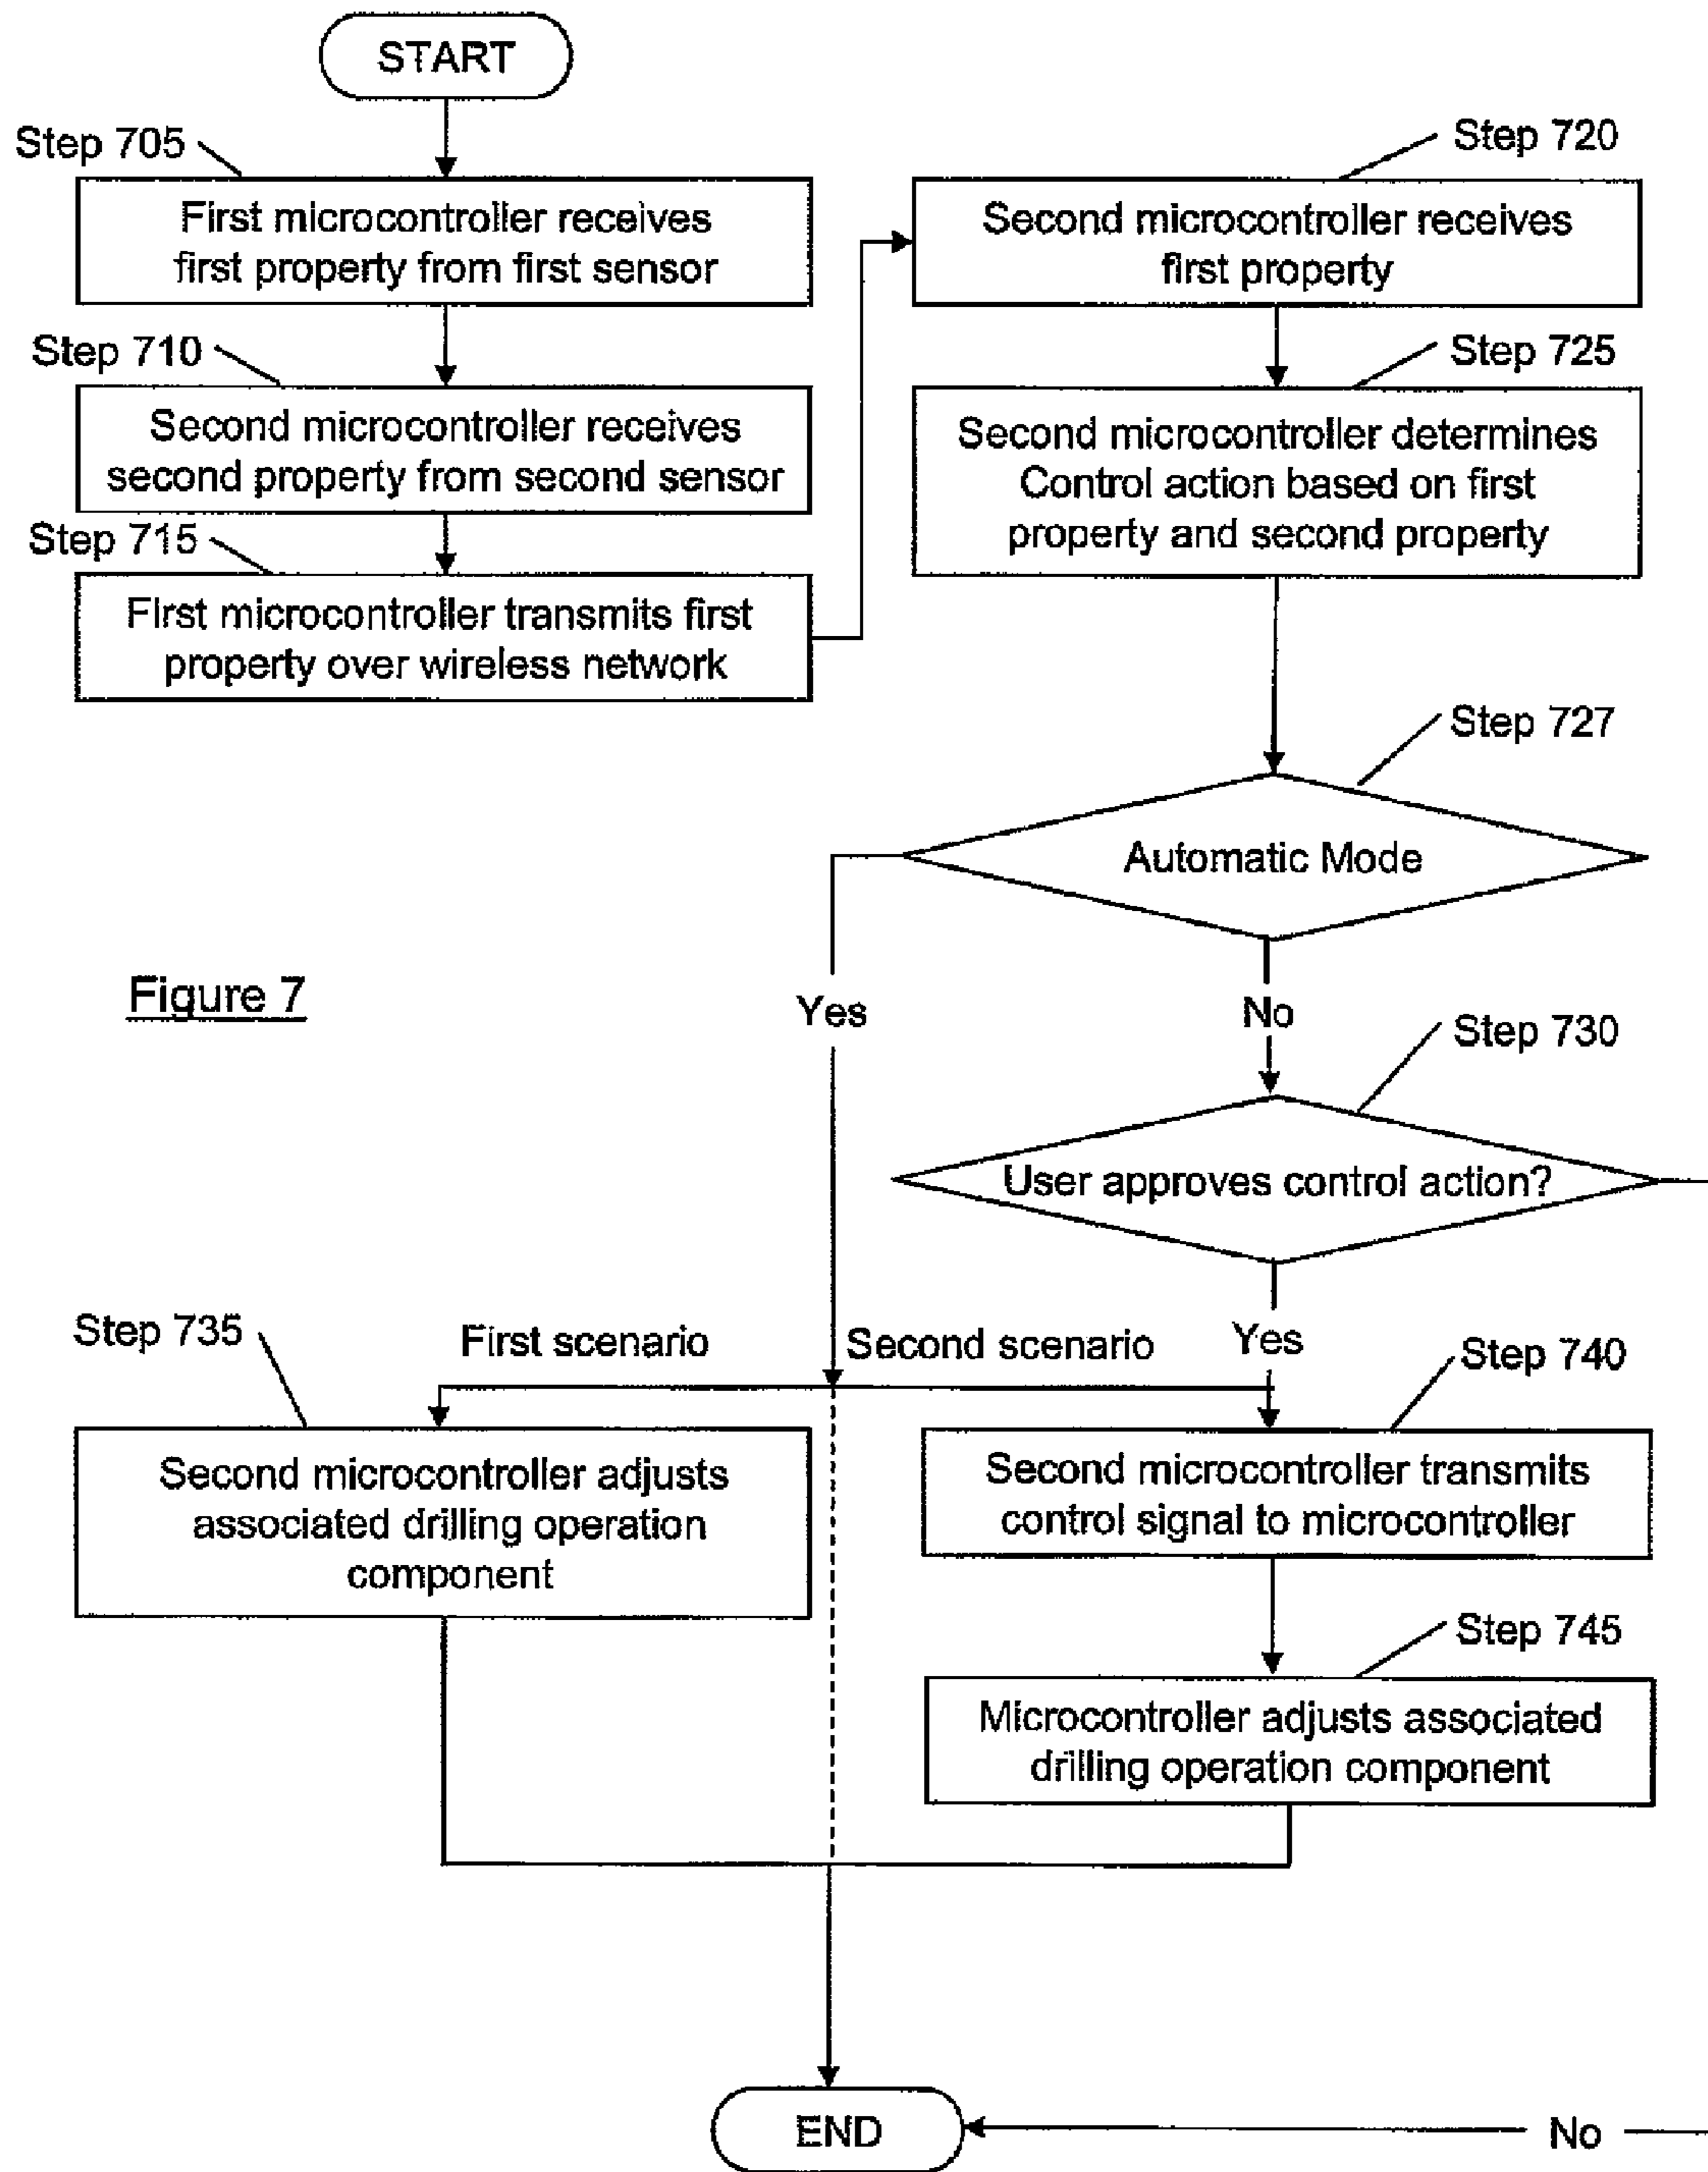 START
Step 705
First microcontroller receives
first property from first sensor
Step 710
Second microcontroller receives
second property from second sensor
Step 715
First microcontroller transmits first
property over wireless network
Step 720
Second microcontroller receives
first property
Step 725
Second microcontroller determines
Control action based on first
property and second property
Step 727
Automatic Mode
Figure 7
Yes
No
Step 730
User approves control action?
Step 735
First scenario
Second scenario
Yes
Step 740
Second microcontroller adjusts
associated drilling operation
component
Second microcontroller transmits
control signal to microcontroller
Step 745
Microcontroller adjusts associated
drilling operation component
END
No